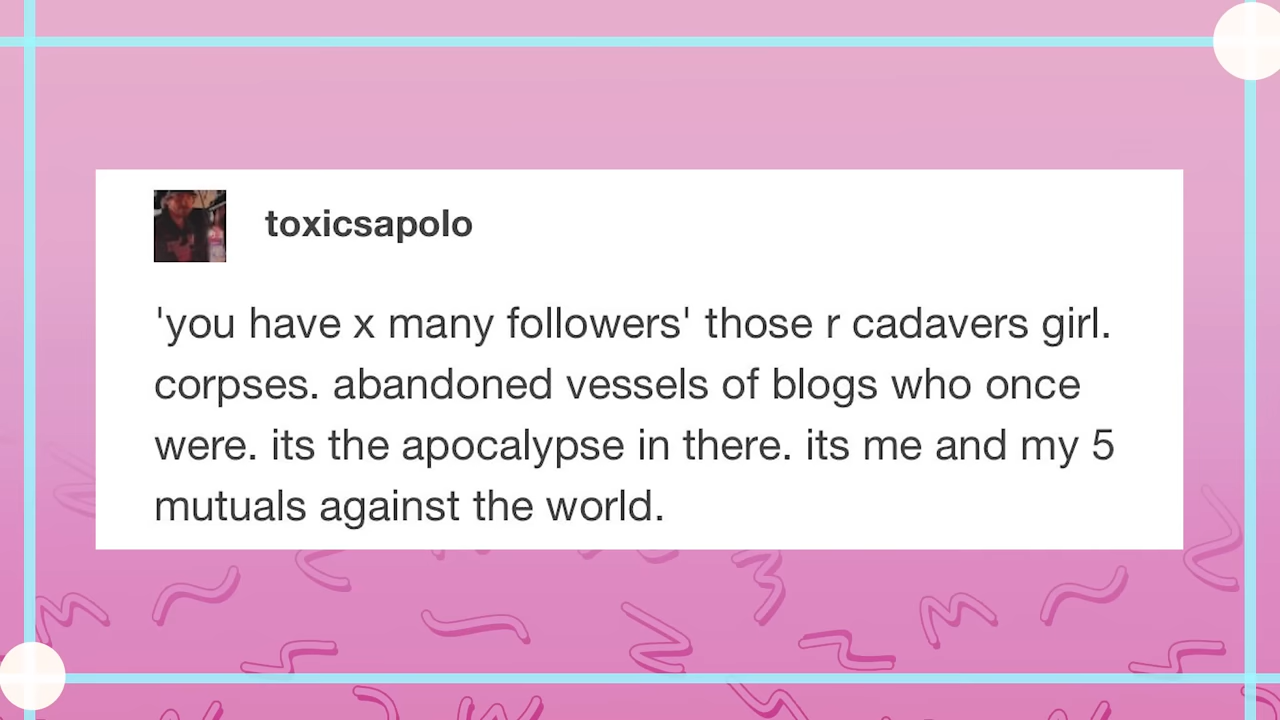 toxicsapolo
'you have x many followers' those r cadavers girl.
corpses. abandoned vessels of blogs who once
were. its the apocalypse in there. its me and my 5
mutuals against the world.